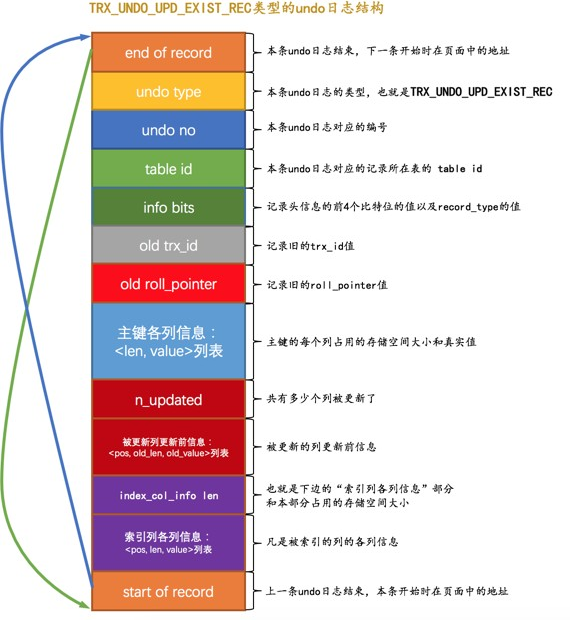 TRX_UNDO_UPD_EXIST_REC类型的undo日志结构
end of record
本条undo日志结束，下一条开始时在页面中的地址
undo type
本条undo日志的类型，也就是TRX_UNDO_UPD_EXIST_REC
undo no
本条undo日志对应的编号
table id
本条undo日志对应的记录所在表的 table id
info bits
记录头信息的前4个比特位的值以及record_type的值
old trx_id
记录旧的trx_id值
old roll_pointer
记录旧的roll_pointer值
主键各列信息：
<len, value>列表
主键的每个列占用的存储空间大小和真实值
n_updated
共有多少个列被更新了
被更新列更新前信息：
<pos, old_len, old_value>列表
被更新的列更新前信息
index_col_info len
也就是下边的“索引列各列信息”部分
和本部分占用的存储空间大小
索引列各列信息：
<pos, len, value>列表
凡是被索引的列的各列信息
start of record
上一条undo日志结束，本条开始时在页面中的地址